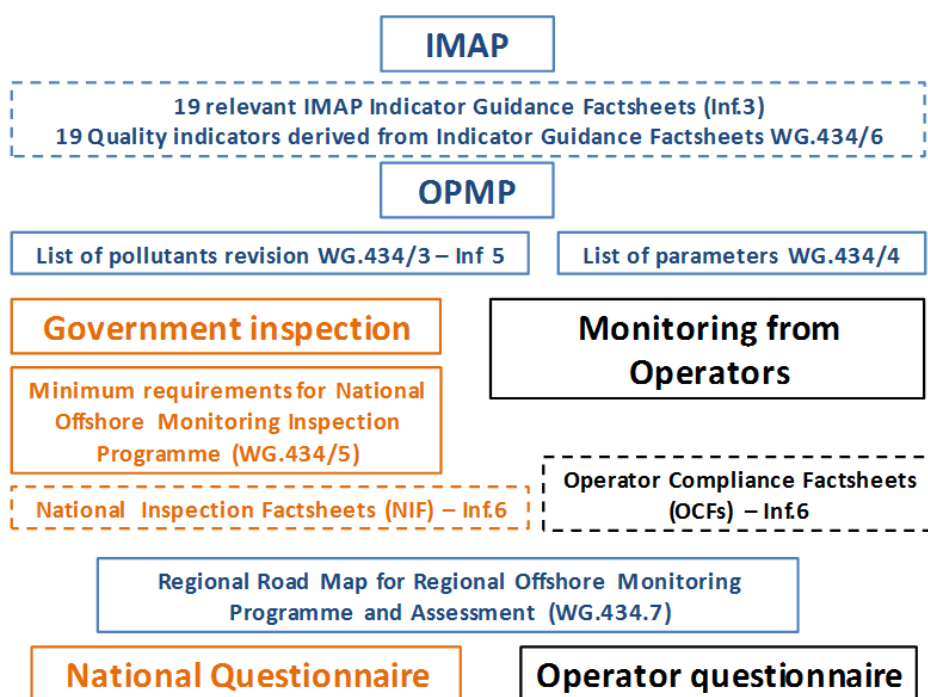 IMAP
19 relevant IMAP Indicator Guidance Factsheets (Inf.3)
19 Quality indicators derived from Indicator Guidance Factsheets WG.434/6
OPMP
List of pollutants revision WG.434/3 – Inf 5
List of parameters WG.434/4
Government inspection
Monitoring from
Operators
Minimum requirements for National
Offshore Monitoring Inspection
Programme (WG.434/5)
National Inspection Factsheets (NIF) – Inf.6
Operator Compliance Factsheets
(OCFs) – Inf.6
Regional Road Map for Regional Offshore Monitoring
Programme and Assessment (WG.434.7)
National Questionnaire
Operator questionnaire